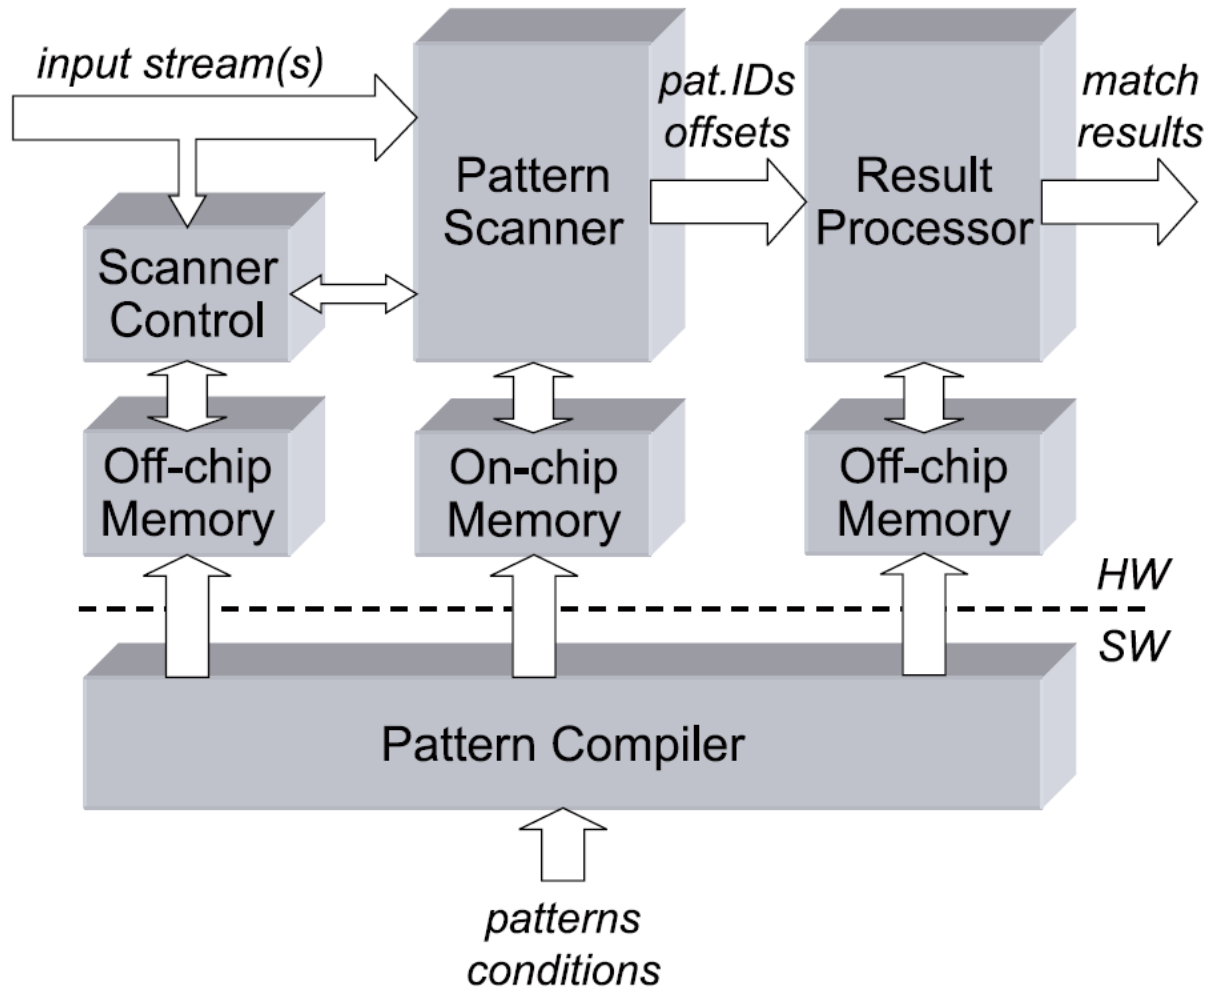 input stream(s)
pat.IDs
offsets
match
results
Pattern
Scanner
Result
Processor
Scanner
Control
Off-chip
Memory
On-chip
Memory
Off-chip
Memory
HW
SW
Pattern Compiler
patterns
conditions